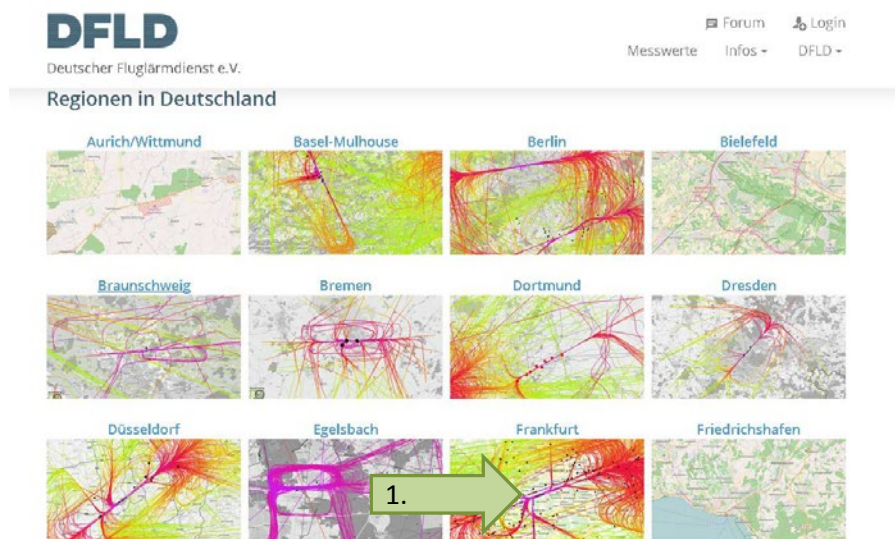 DFLD
Deutscher Fluglärmdienst e.V.
Forum Login
Messwerte Infos DFLD
Regionen in Deutschland
Aurich/Wittmund Basel-Mulhouse Berlin Bielefeld
Braunschweig Bremen Dortmund Dresden
Düsseldorf Egelsbach Frankfurt Friedrichshafen
1.